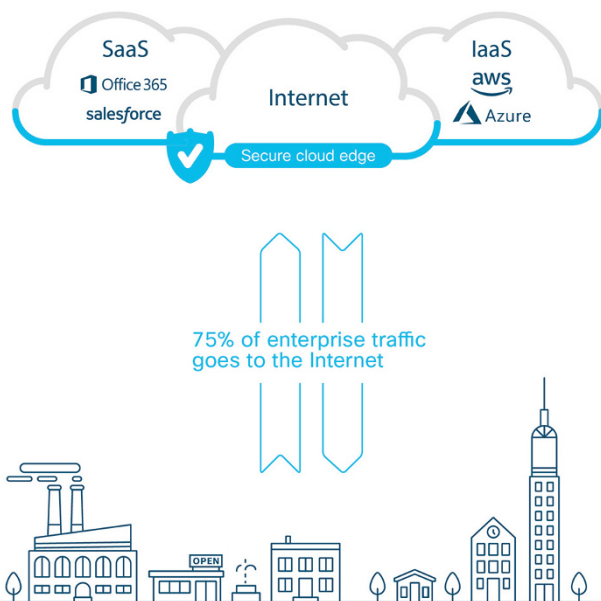 SaaS
Office 365
salesforce
Internet
IaaS
aws
Azure
Secure cloud edge
75% of enterprise traffic
goes to the Internet
OPEN